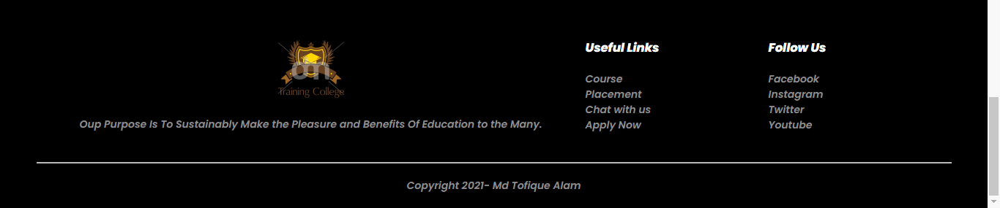 Training College
Oup Purpose Is To Sustainably Make the Pleasure and Benefits Of Education to the Many.
Useful Links
Course
Placement
Chat with us
Apply Now
Follow Us
Facebook
Instagram
Twitter
Youtube
Copyright 2021- Md Tofique Alam